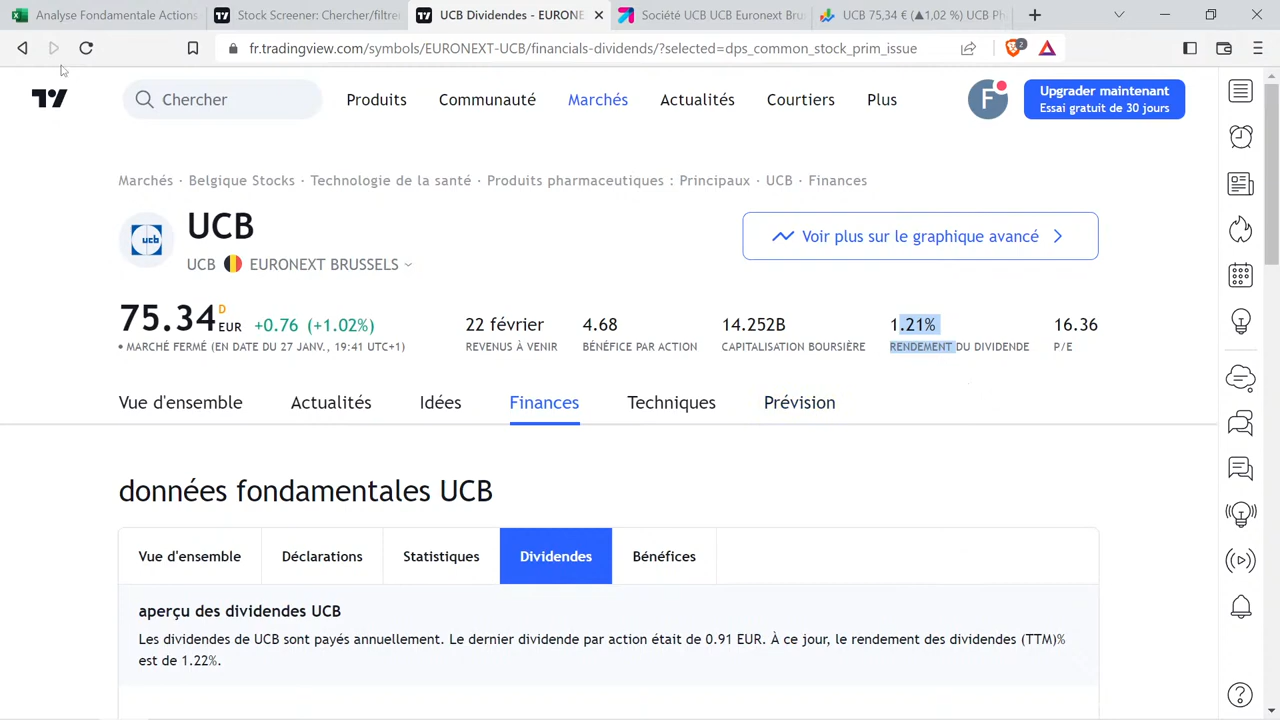 Analyse Fondamentale Actions
Stock Screener: Chercher/filtre
UCB Dividendes - EURONE
Société UCB UCB Euronext Bru
UCB 75,34 € (▲1,02 %) UCB Ph
fr.tradingview.com/symbols/EURONEXT-UCB/financials-dividends/?selected=dps_common_stock_prim_issue
2
Chercher
Produits
Communauté
Marchés
Actualités
Courtiers
Plus
F
Upgrader maintenant
Essai gratuit de 30 jours
Marchés · Belgique Stocks · Technologie de la santé · Produits pharmaceutiques : Principaux · UCB · Finances
ucb
UCB
UCB EURONEXT BRUSSELS
Voir plus sur le graphique avancé
75.34 D EUR +0.76 (+1.02%)
• MARCHÉ FERMÉ (EN DATE DU 27 JANV., 19:41 UTC+1)
22 février
REVENUS À VENIR
4.68
BÉNÉFICE PAR ACTION
14.252B
CAPITALISATION BOURSIÈRE
1.21%
RENDEMENT DU DIVIDENDE
16.36
P/E
Vue d'ensemble
Actualités
Idées
Finances
Techniques
Prévision
données fondamentales UCB
Vue d'ensemble
Déclarations
Statistiques
Dividendes
Bénéfices
aperçu des dividendes UCB
Les dividendes de UCB sont payés annuellement. Le dernier dividende par action était de 0.91 EUR. À ce jour, le rendement des dividendes (TTM)%
est de 1.22%.